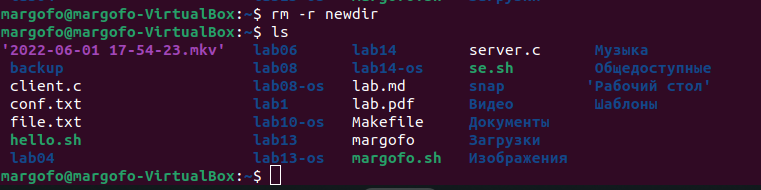 margofo@margofo-VirtualBox:~$ rm -r newdir
margofo@margofo-VirtualBox:~$ ls
'2022-06-01 17-54-23.mkv' lab06 lab14 server.c Музыка
backup lab08 lab14-os se.sh Общедоступные
client.c lab08-os lab.md snap 'Рабочий стол'
conf.txt lab1 lab.pdf Видео Шаблоны
file.txt lab10-os Makefile Документы
hello.sh lab13 margofo Загрузки
lab04 lab13-os margofo.sh Изображения
margofo@margofo-VirtualBox:~$